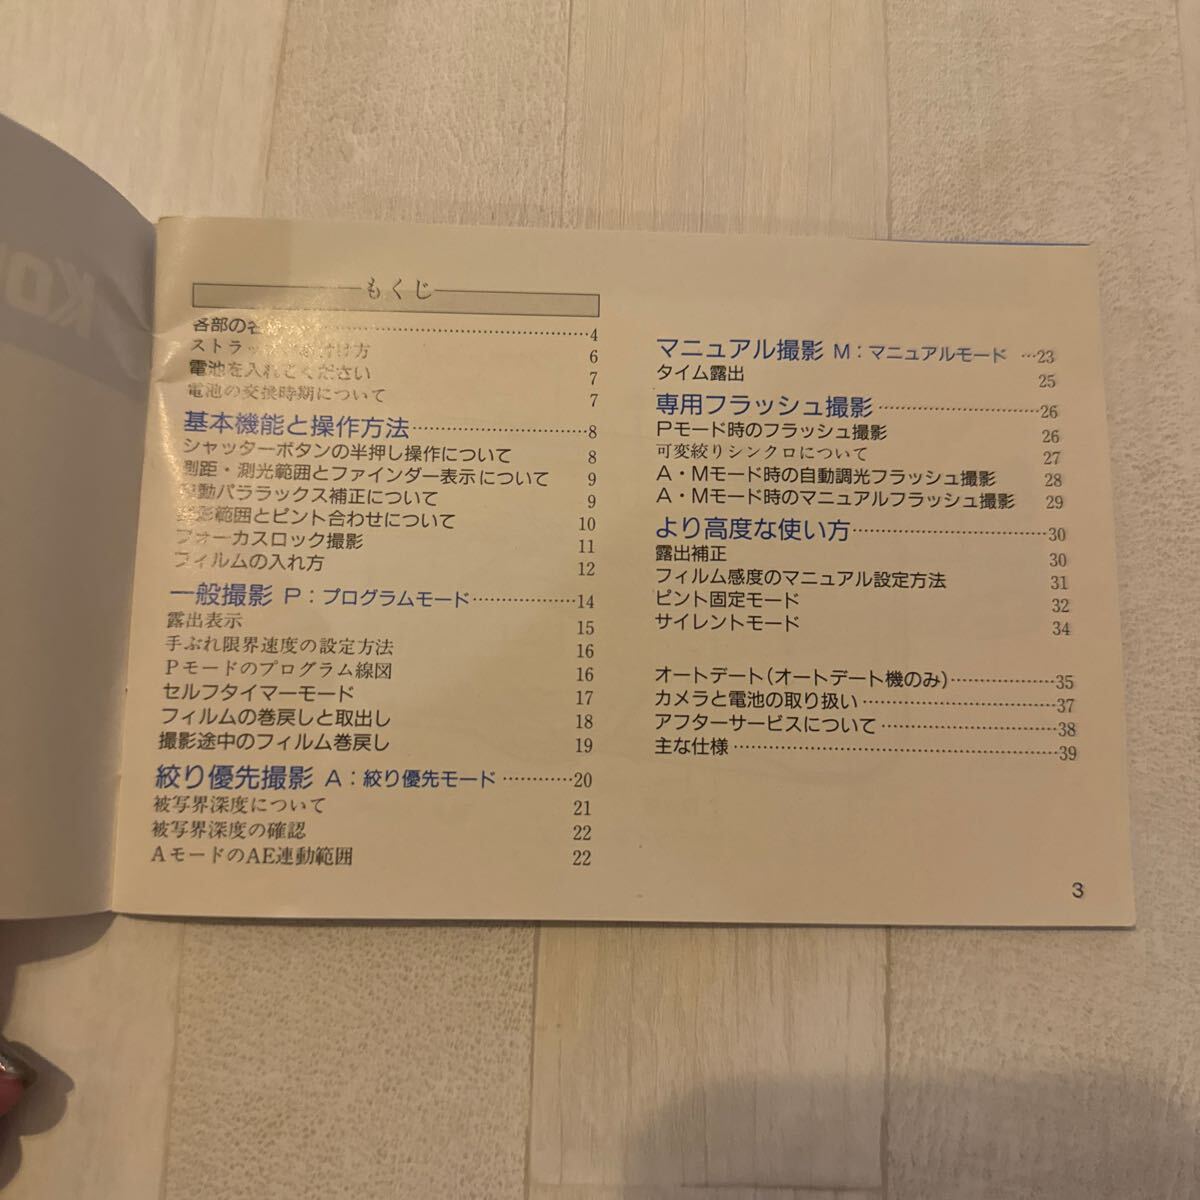 もくじ
各部の名 4
ストラッ 付け方 6
電池を入れてください 7
電池の交換時期について 7
基本機能と操作方法 8
シャッターボタンの半押し操作について 8
測距・測光範囲とファインダー表示について 9
自動パララックス補正について 9
撮影範囲とピント合わせについて 10
フォーカスロック撮影 11
フィルムの入れ方 12
一般撮影 P：プログラムモード 14
露出表示 15
手ぶれ限界速度の設定方法 16
Pモードのプログラム線図 16
セルフタイマーモード 17
フィルムの巻戻しと取出し 18
撮影途中のフィルム巻戻し 19
絞り優先撮影 A：絞り優先モード 20
被写界深度について 21
被写界深度の確認 22
AモードのAE連動範囲 22
マニュアル撮影 M：マニュアルモード 23
タイム露出 25
専用フラッシュ撮影 26
Pモード時のフラッシュ撮影 26
可変絞りシンクロについて 27
A・Mモード時の自動調光フラッシュ撮影 28
A・Mモード時のマニュアルフラッシュ撮影 29
より高度な使い方 30
露出補正 30
フィルム感度のマニュアル設定方法 31
ピント固定モード 32
サイレントモード 34
オートデート(オートデート機のみ) 35
カメラと電池の取り扱い 37
アフターサービスについて 38
主な仕様 39
3